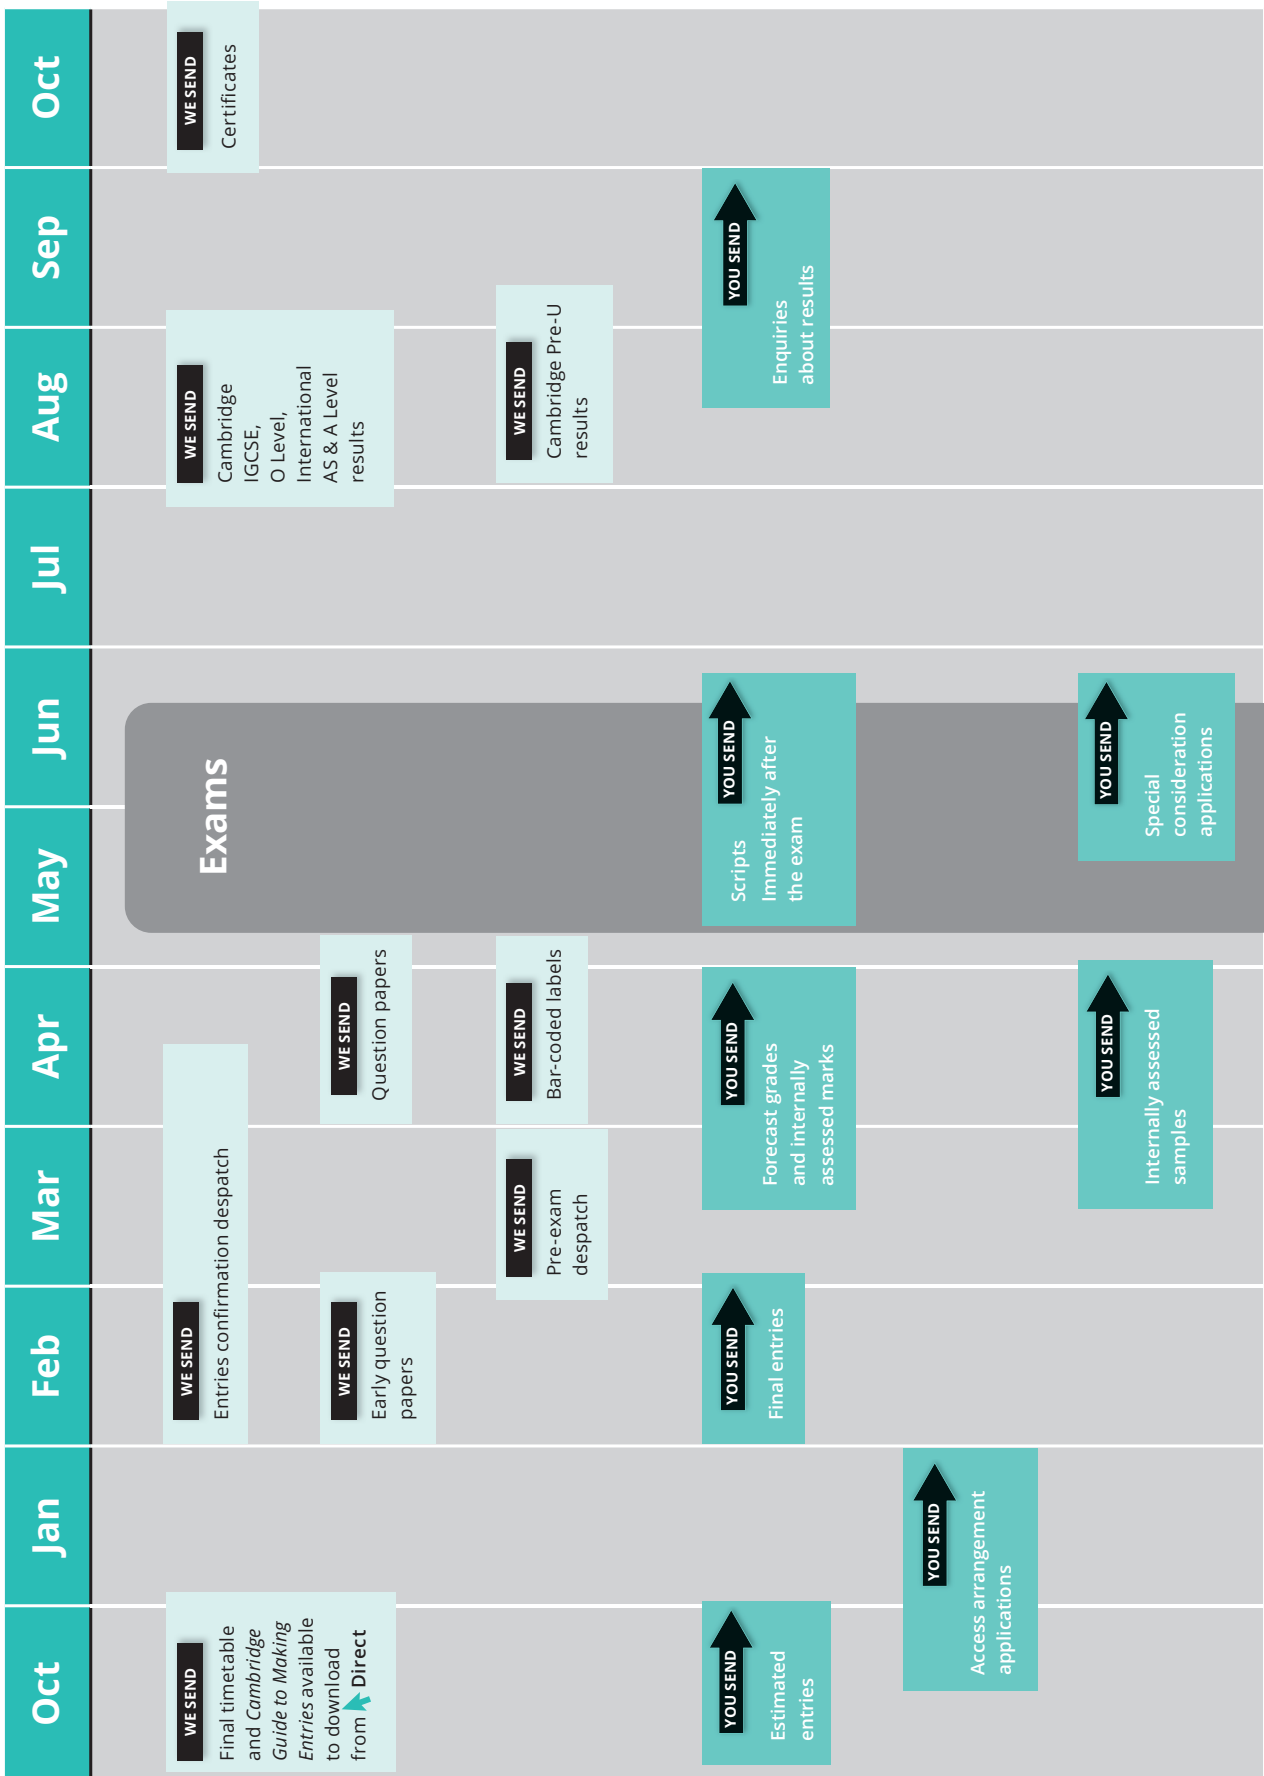 Oct
Jan
Feb
Mar
Apr
May
Jun
Jul
Aug
Sep
Oct
Exams
WE SEND
Final timetable
and Cambridge
Guide to Making
Entries available
to download
from Direct
WE SEND
Entries confirmation despatch
WE SEND
Early question
papers
WE SEND
Pre-exam
despatch
WE SEND
Question papers
WE SEND
Bar-coded labels
WE SEND
Cambridge
IGCSE,
O Level,
International
AS & A Level
results
WE SEND
Cambridge Pre-U
results
WE SEND
Certificates
YOU SEND
Estimated
entries
YOU SEND
Access arrangement
applications
YOU SEND
Final entries
YOU SEND
Forecast grades
and internally
assessed marks
YOU SEND
Internally assessed
samples
YOU SEND
Scripts
Immediately after
the exam
YOU SEND
Special
consideration
applications
YOU SEND
Enquiries
about results